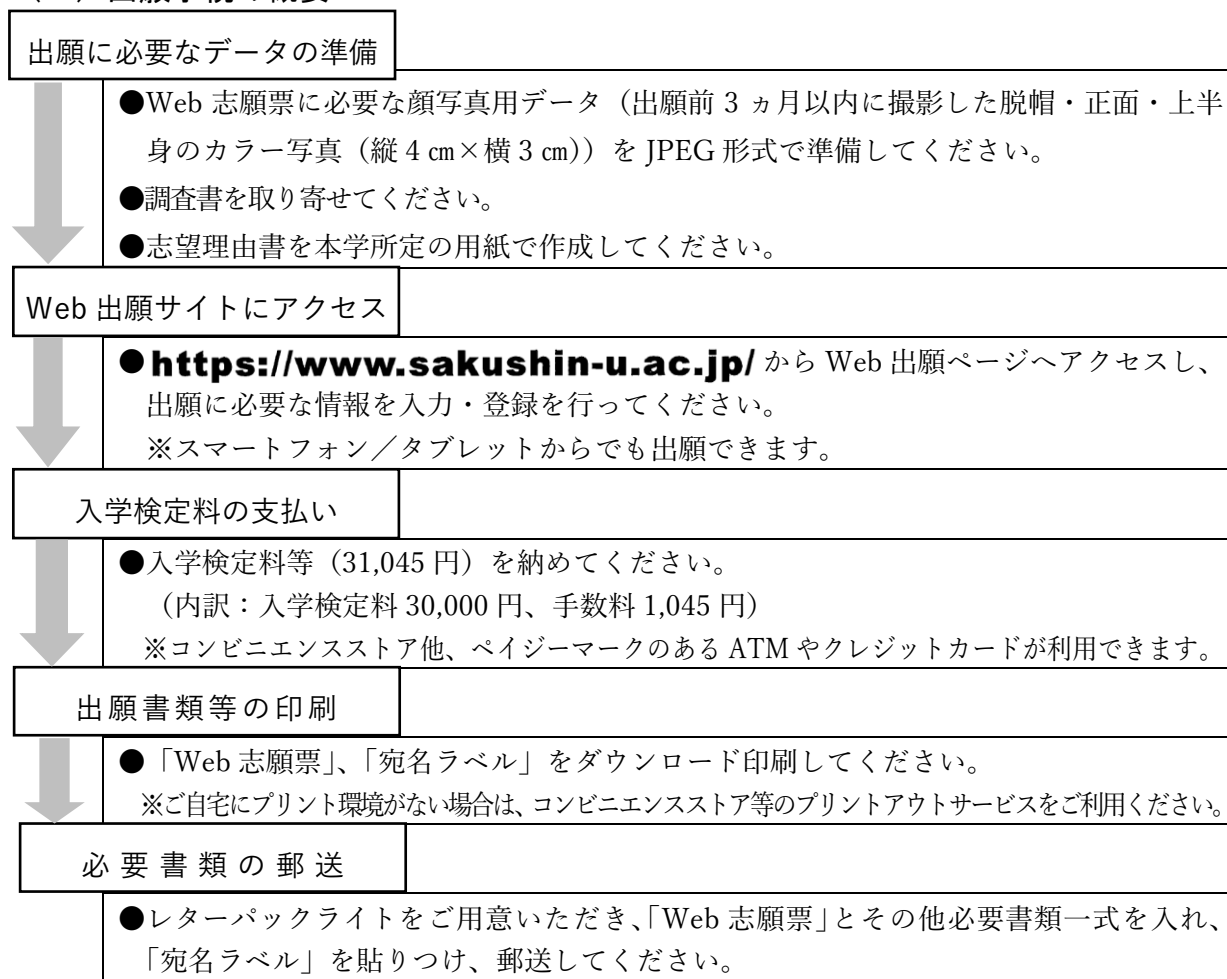 出願に必要なデータの準備
●Web 志願票に必要な顔写真用データ（出願前 3 ヵ月以内に撮影した脱帽・正面・上半
身のカラー写真（縦 4 ㎝×横 3 ㎝））を JPEG 形式で準備してください。
●調査書を取り寄せてください。
●志望理由書を本学所定の用紙で作成してください。
Web 出願サイトにアクセス
●https://www.sakushin-u.ac.jp/ から Web 出願ページへアクセスし、
出願に必要な情報を入力・登録を行ってください。
※スマートフォン／タブレットからでも出願できます。
入学検定料の支払い
●入学検定料等（31,045 円）を納めてください。
（内訳：入学検定料 30,000 円、手数料 1,045 円）
※コンビニエンスストア他、ペイジーマークのある ATM やクレジットカードが利用できます。
出願書類等の印刷
●「Web 志願票」、「宛名ラベル」をダウンロード印刷してください。
※ご自宅にプリント環境がない場合は、コンビニエンスストア等のプリントアウトサービスをご利用ください。
必要書類の郵送
●レターパックライトをご用意いただき、「Web 志願票」とその他必要書類一式を入れ、
「宛名ラベル」を貼りつけ、郵送してください。